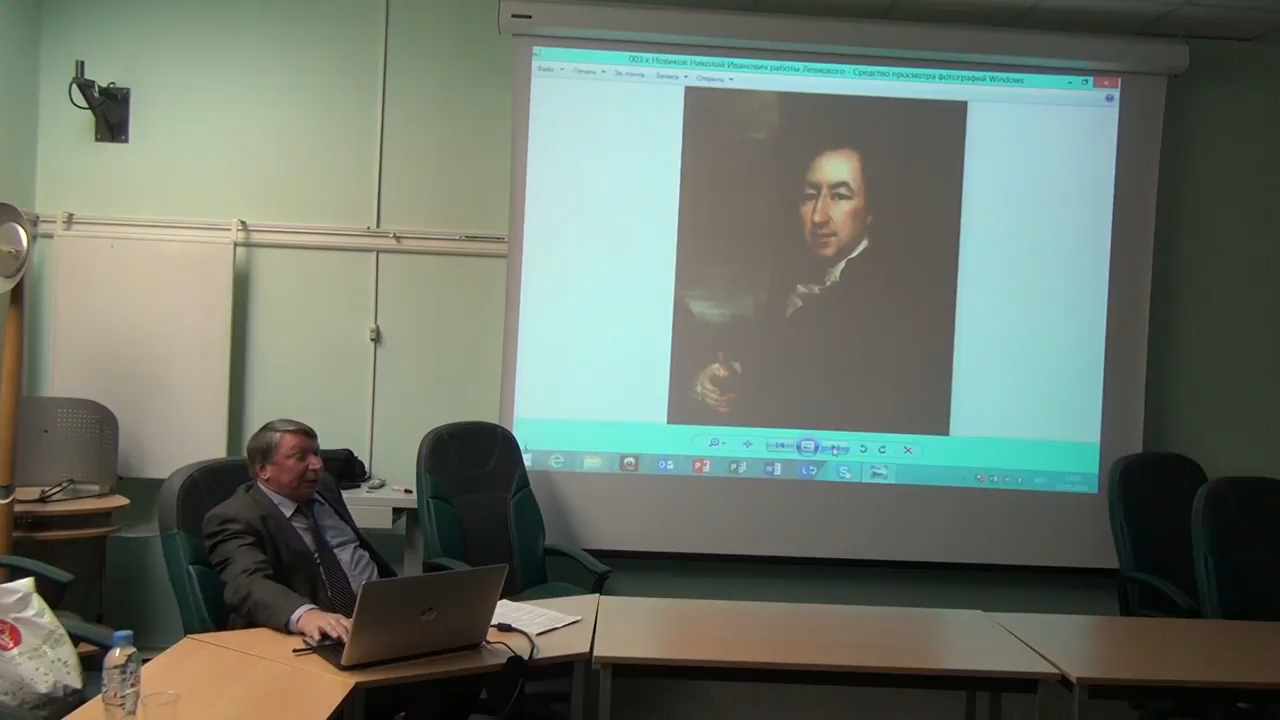 003 к Новиков Николай Иванович работы Левицкого - Средство просмотра фотографий Windows
Файл Печать Эл. почта Запись Открыть